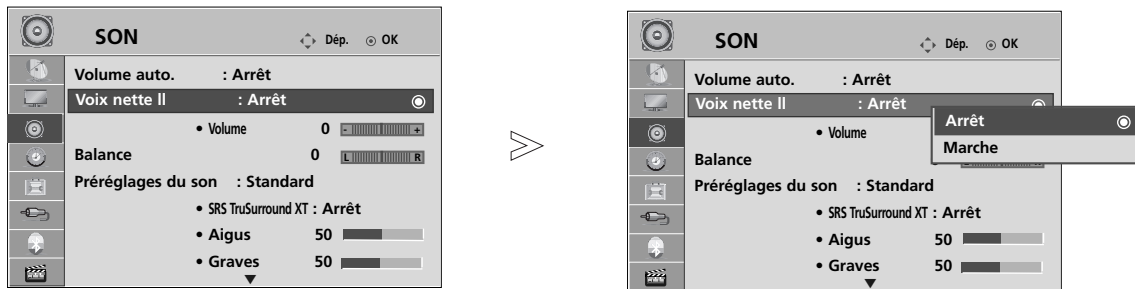 SON Dép. OK
Volume auto. : Arrêt
Voix nette ll : Arrêt
• Volume 0 - +
Balance 0 L R
Préréglages du son : Standard
• SRS TruSurround XT : Arrêt
• Aigus 50
• Graves 50
SON Dép. OK
Volume auto. : Arrêt
Voix nette ll : Arrêt
Arrêt
Marche
• Volume
Balance
Préréglages du son : Standard
• SRS TruSurround XT : Arrêt
• Aigus 50
• Graves 50